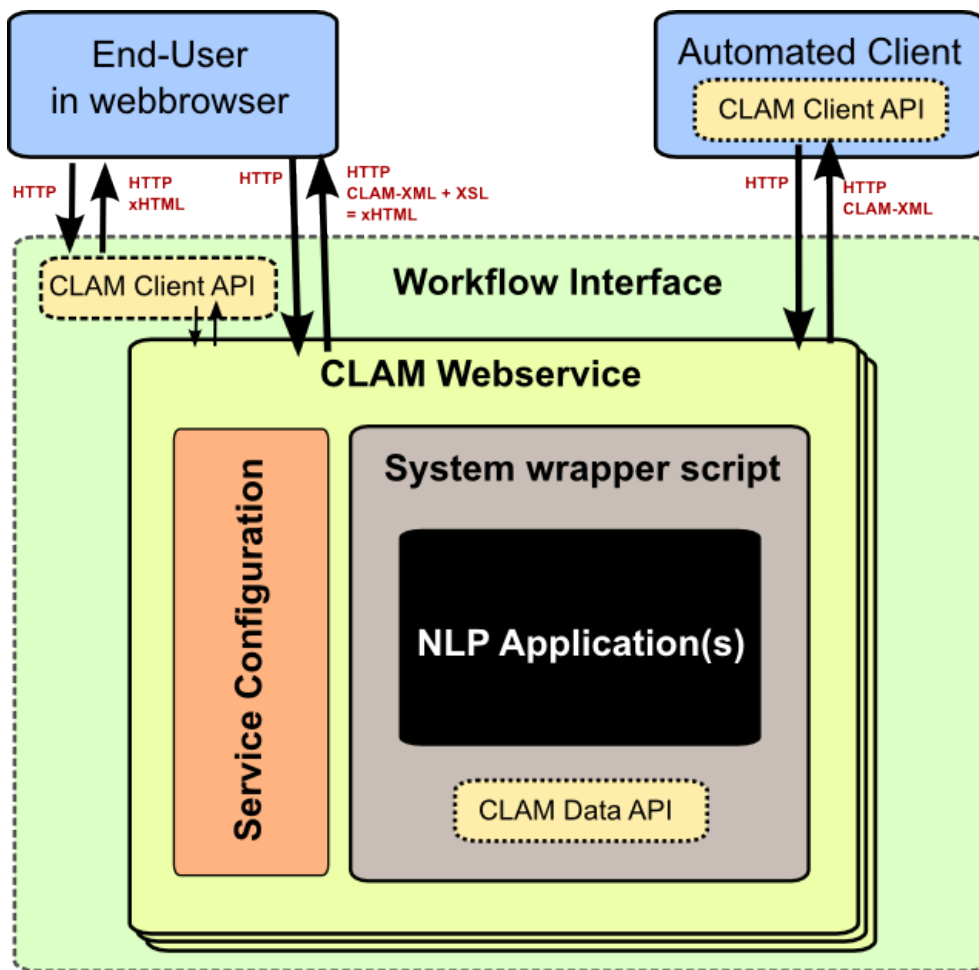 End-User
in webbrowser
Automated Client
CLAM Client API
HTTP
HTTP
xHTML
HTTP
HTTP
CLAM-XML + XSL
= xHTML
HTTP
HTTP
CLAM-XML
CLAM Client API
Workflow Interface
CLAM Webservice
Service Configuration
System wrapper script
NLP Application(s)
CLAM Data API